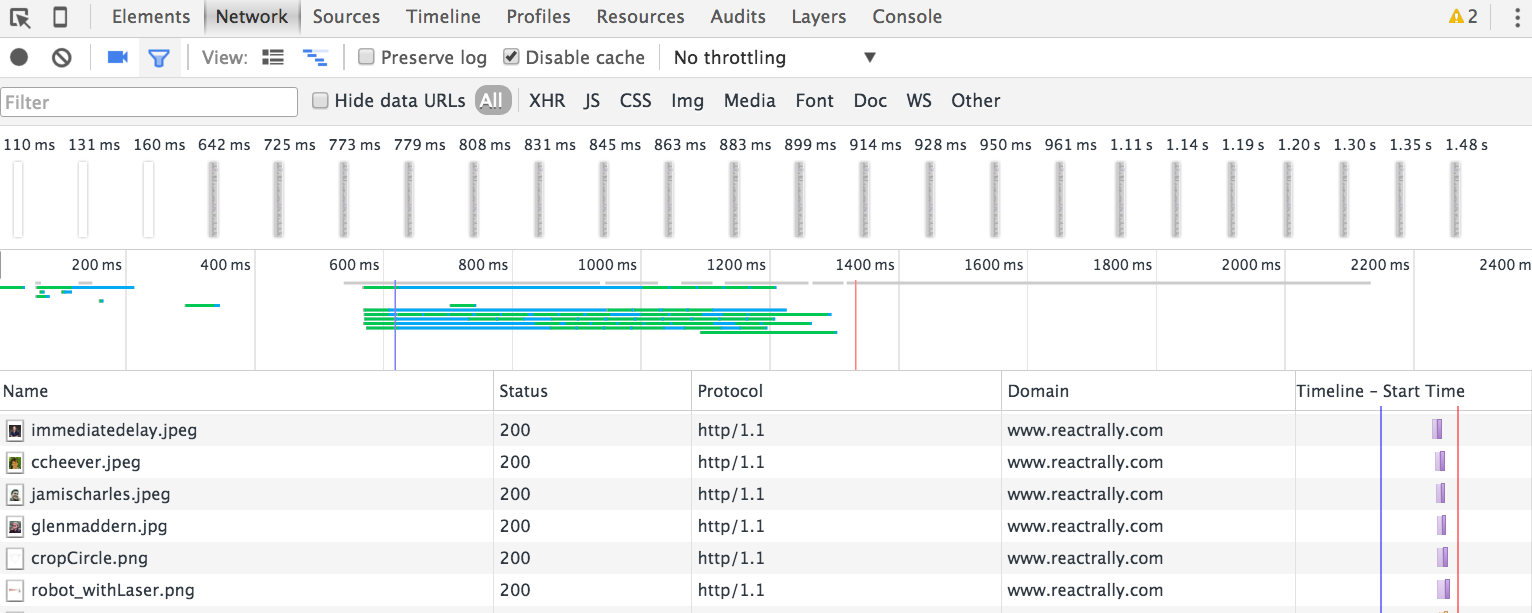 Elements Network Sources Timeline Profiles Resources Audits Layers Console 2
View: Preserve log Disable cache No throttling
Filter Hide data URLs All XHR JS CSS Img Media Font Doc WS Other
110 ms 131 ms 160 ms 642 ms 725 ms 773 ms 779 ms 808 ms 831 ms 845 ms 863 ms 883 ms 899 ms 914 ms 928 ms 950 ms 961 ms 1.11 s 1.14 s 1.19 s 1.20 s 1.30 s 1.35 s 1.48 s
200 ms 400 ms 600 ms 800 ms 1000 ms 1200 ms 1400 ms 1600 ms 1800 ms 2000 ms 2200 ms 2400 m
Name Status Protocol Domain Timeline – Start Time
immediatedelay.jpeg 200 http/1.1 www.reactrally.com
ccheever.jpeg 200 http/1.1 www.reactrally.com
jamischarles.jpeg 200 http/1.1 www.reactrally.com
glenmaddern.jpg 200 http/1.1 www.reactrally.com
cropCircle.png 200 http/1.1 www.reactrally.com
robot_withLaser.png 200 http/1.1 www.reactrally.com